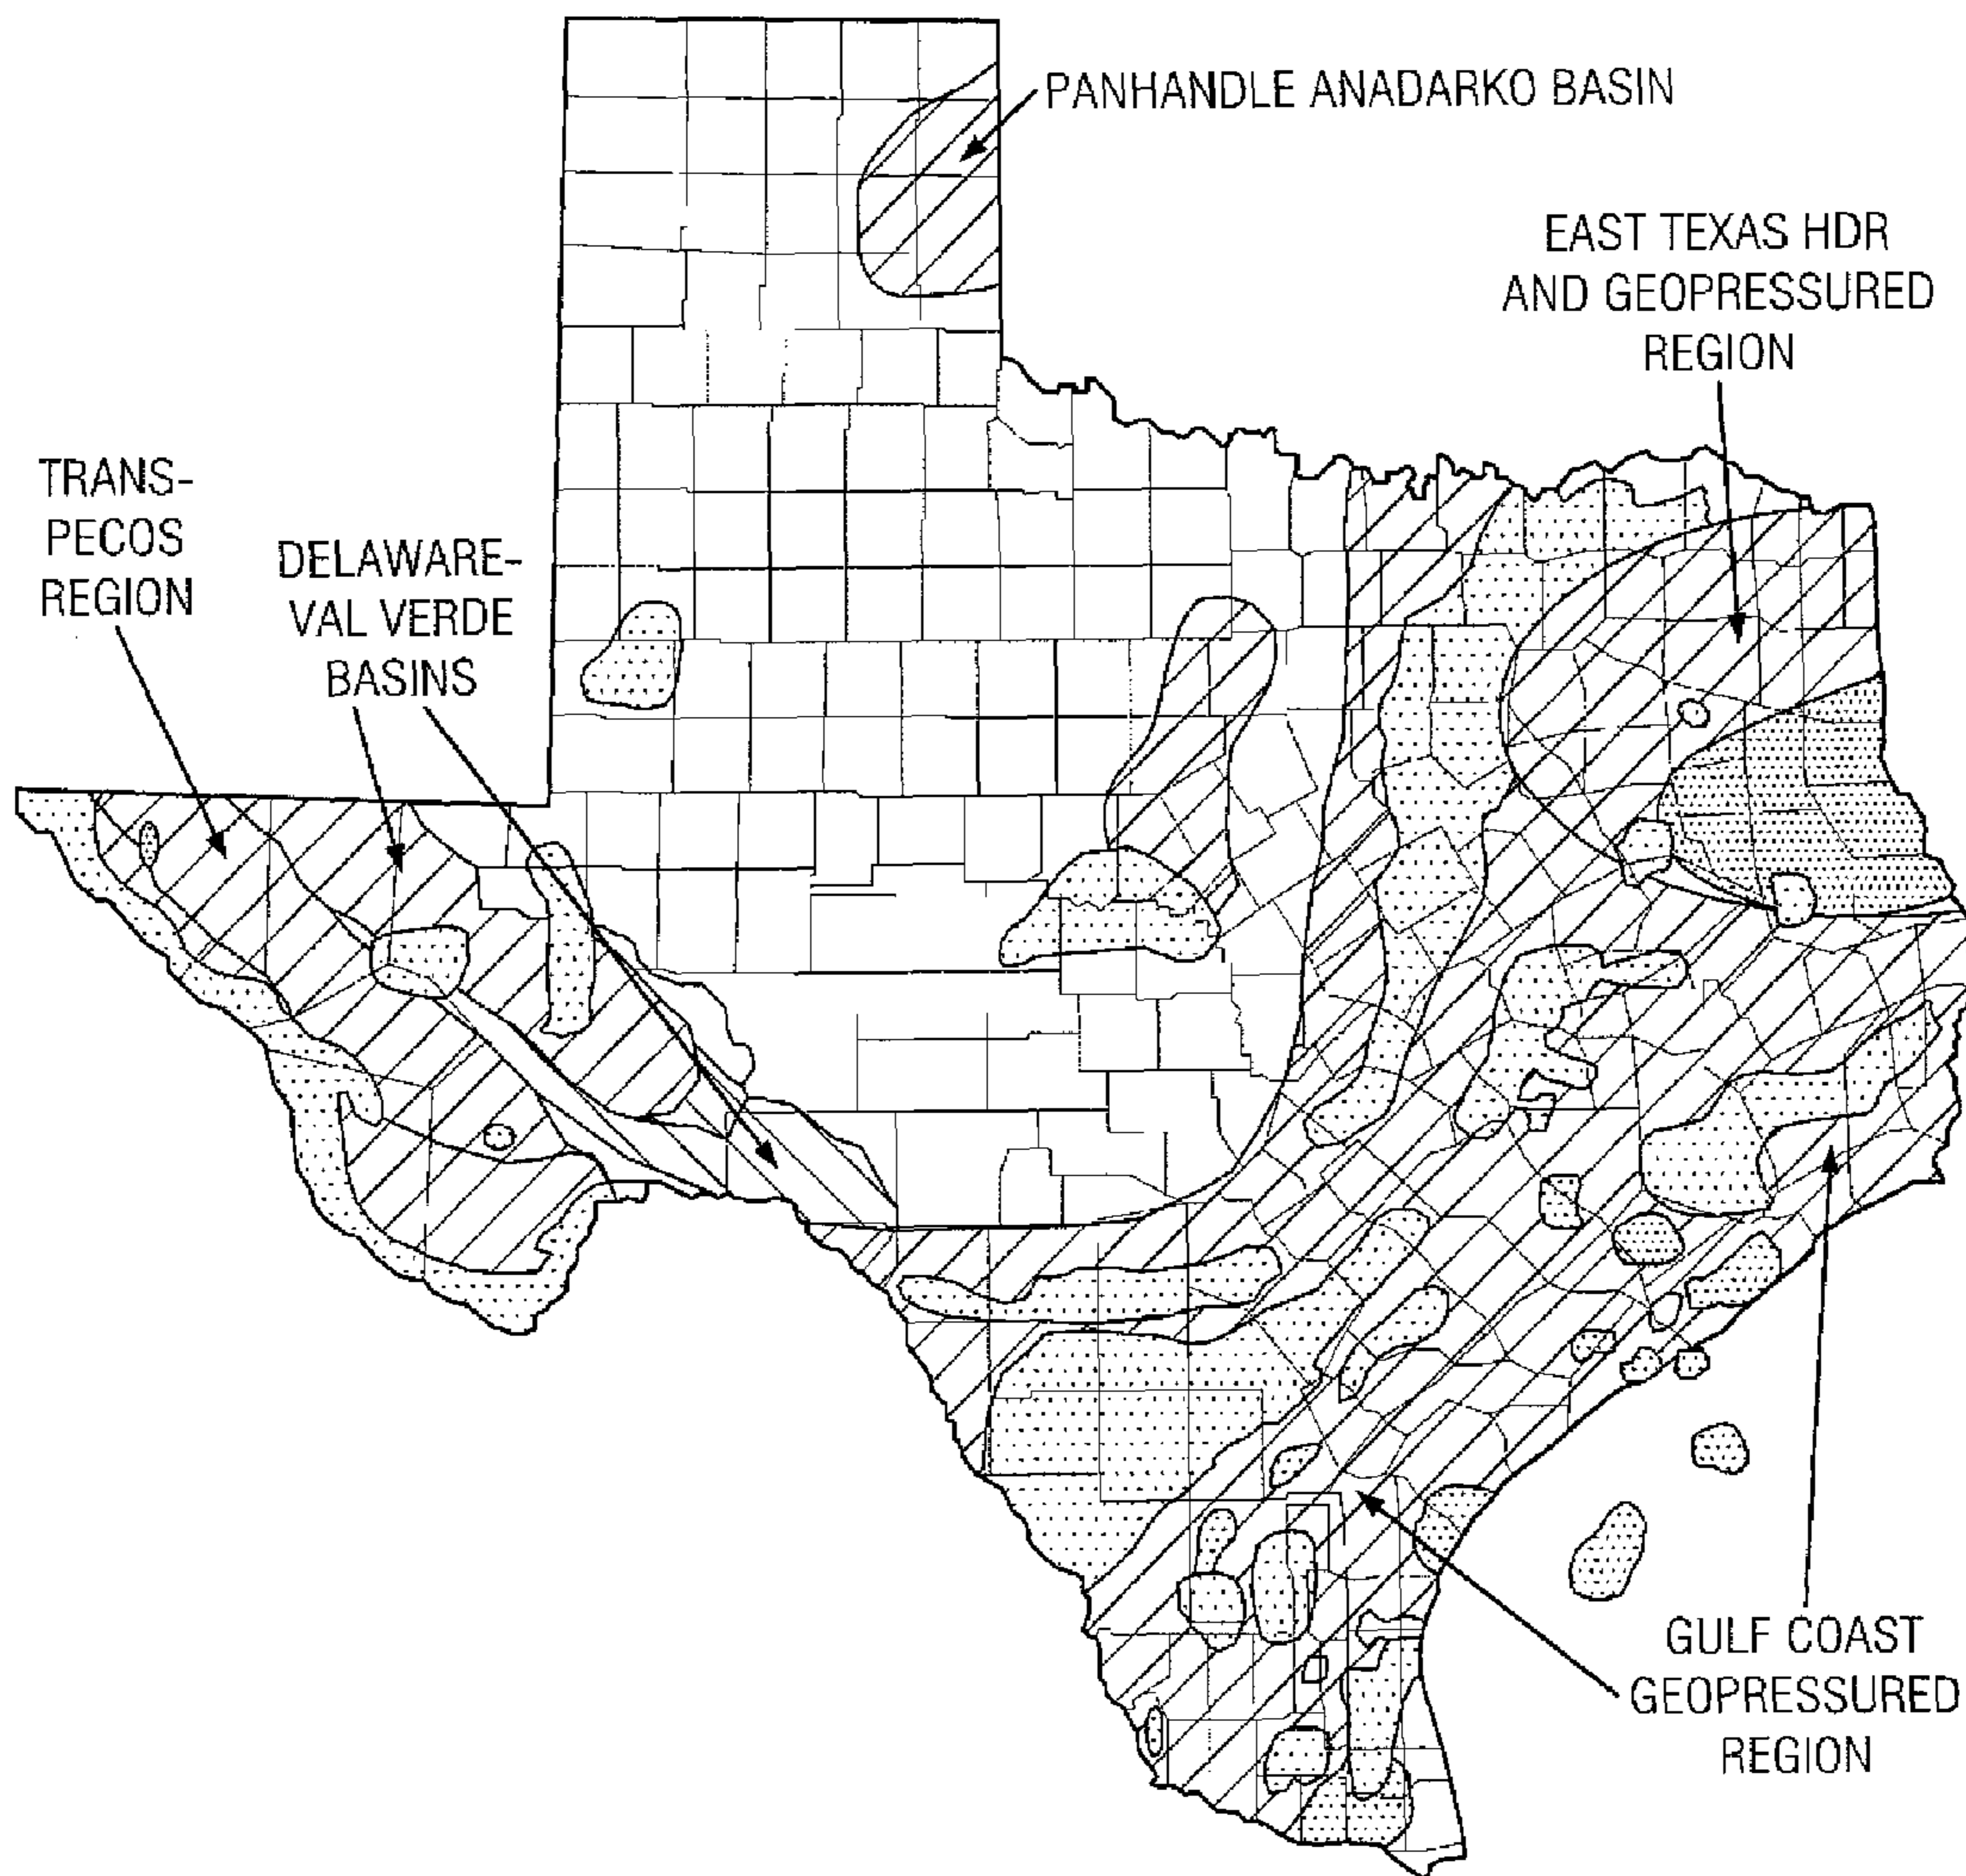 PANHANDLE ANADARKO BASIN
EAST TEXAS HDR
AND GEOPRESSURED
REGION
TRANS-
PECOS
REGION
DELAWARE-
VAL VERDE
BASINS
GULF COAST
GEOPRESSURED
REGION